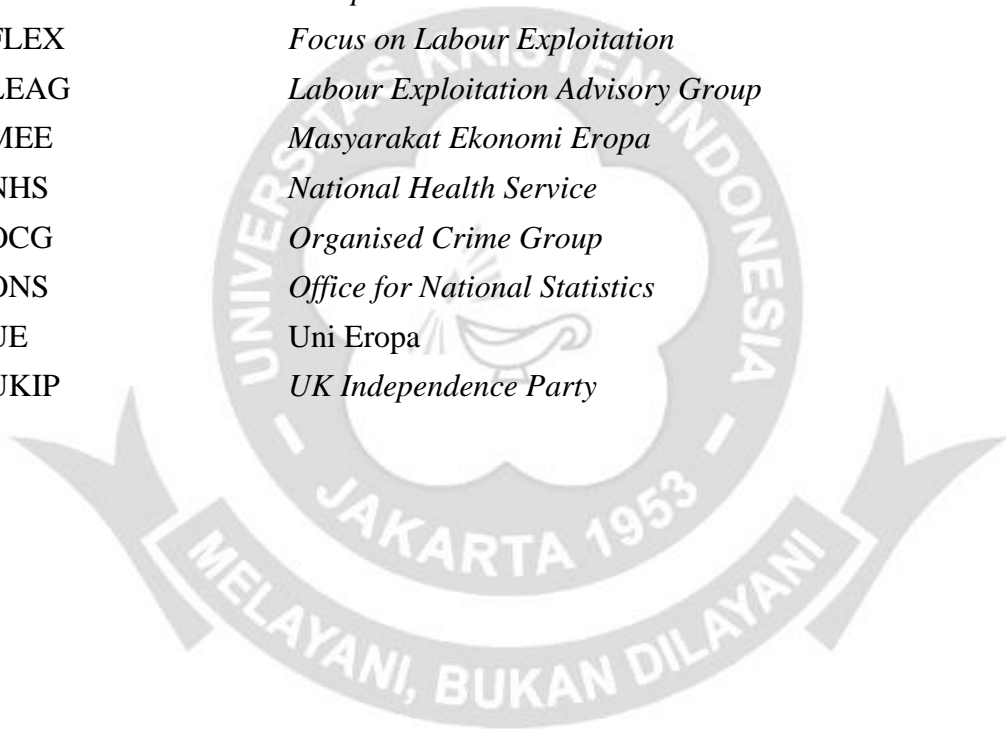 FLEX Focus on Labour Exploitation
LEAG Labour Exploitation Advisory Group
MEE Masyarakat Ekonomi Eropa
NHS National Health Service
OCG Organised Crime Group
ONS Office for National Statistics
UE Uni Eropa
UKIP UK Independence Party
UNIVERSITAS KRISTEN INDONESIA
- JAKARTA 1953 -
MELAYANI, BUKAN DILAYANI